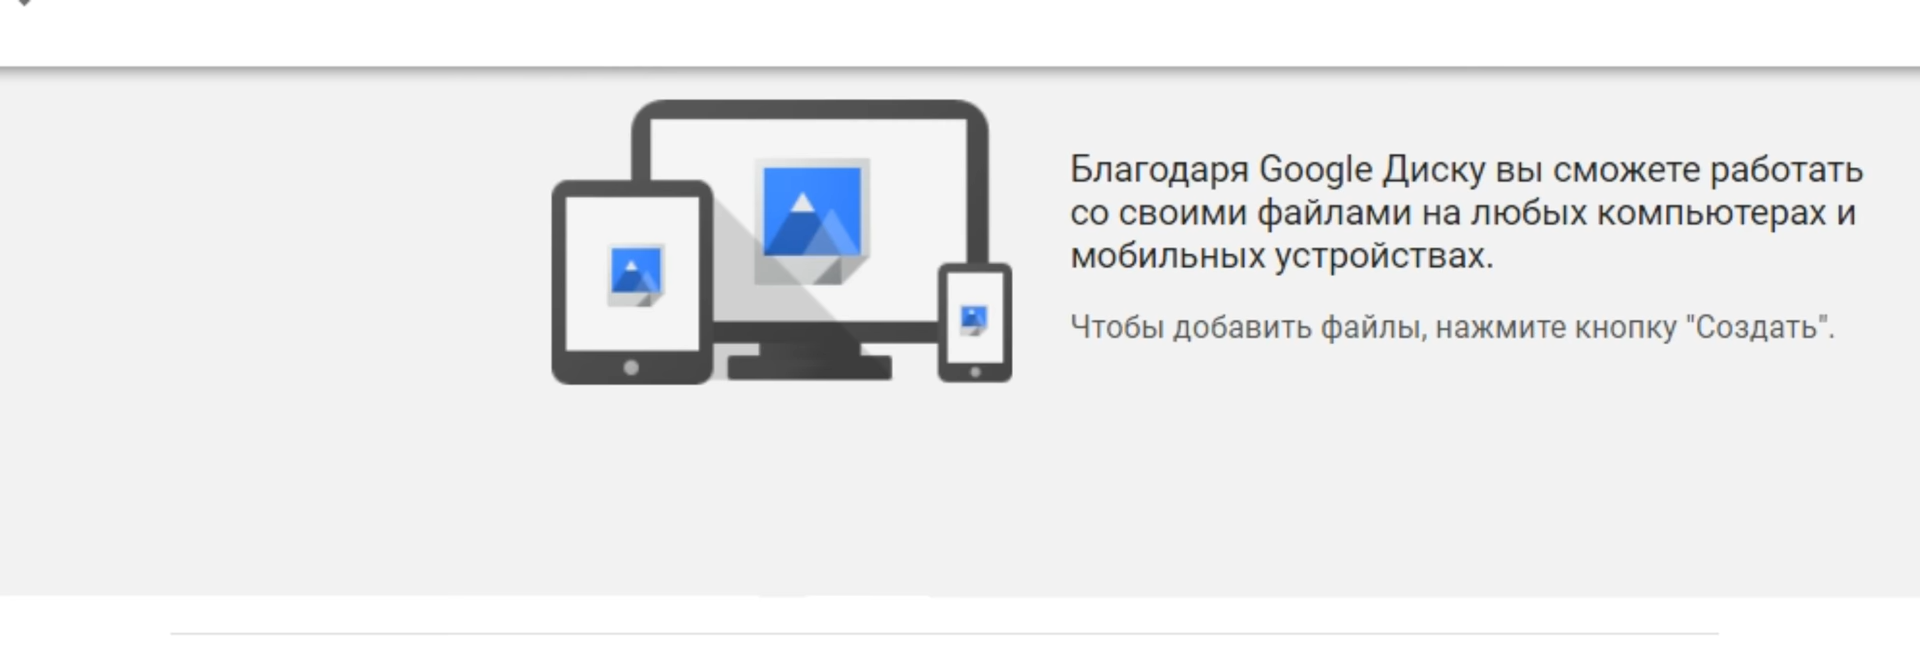 Благодаря Google Диску вы сможете работать
со своими файлами на любых компьютерах и
мобильных устройствах.
Чтобы добавить файлы, нажмите кнопку "Создать".